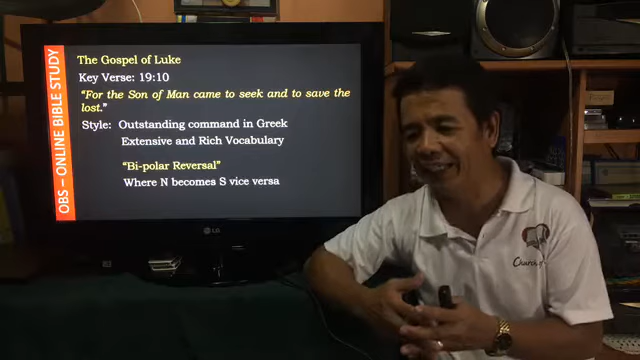 OBS – ONLINE BIBLE STUDY
The Gospel of Luke
Key Verse: 19:10
“For the Son of Man came to seek and to save the
lost.”
Style: Outstanding command in Greek
Extensive and Rich Vocabulary
“Bi-polar Reversal”
Where N becomes S vice versa
LG